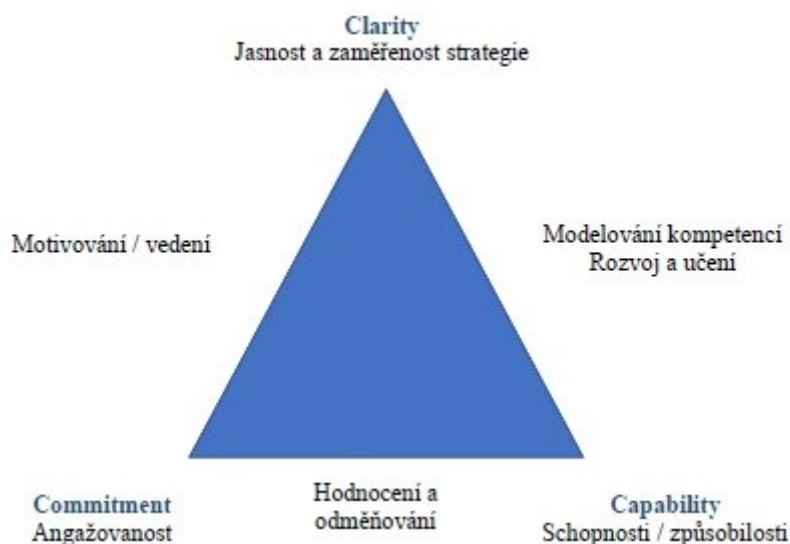 Clarity
Jasnost a zaměřenost strategie
Motivování / vedení
Modelování kompetencí
Rozvoj a učení
Hodnocení a
odměňování
Commitment
Angažovanost
Capability
Schopnosti / způsobilosti